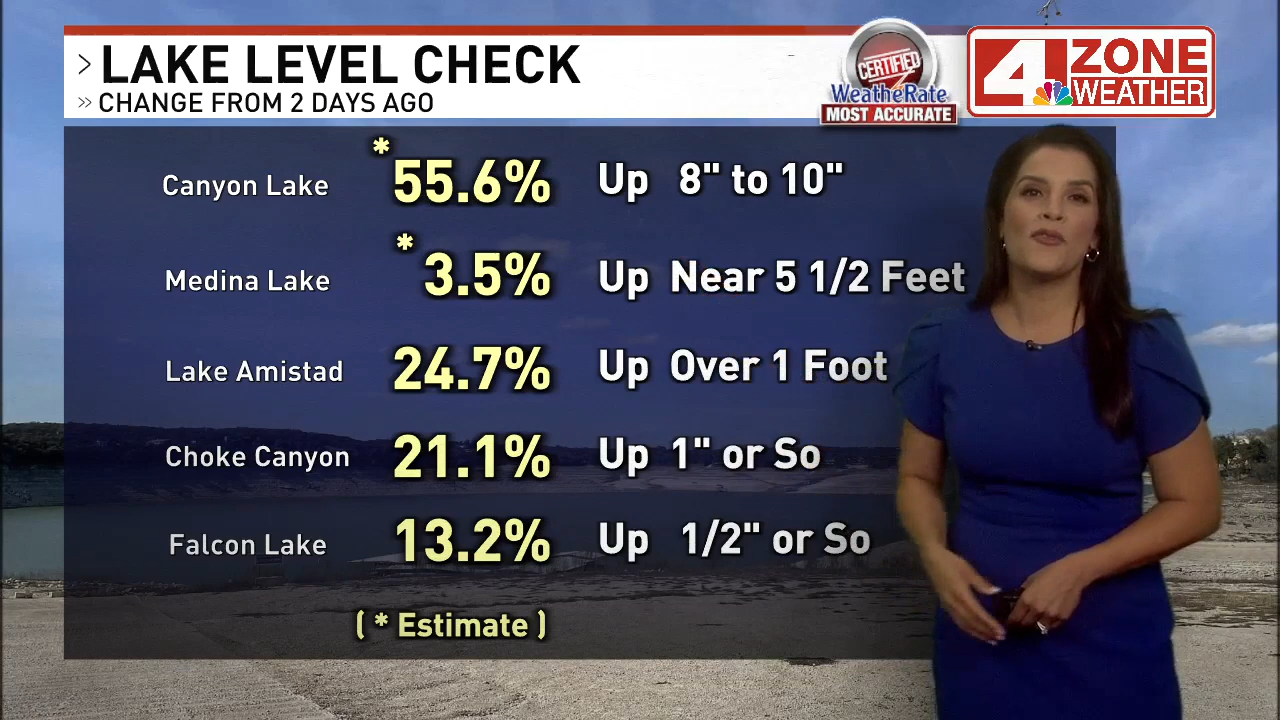 > LAKE LEVEL CHECK
» CHANGE FROM 2 DAYS AGO
CERTIFIED
WeatheRate
MOST ACCURATE
4 ZONE
WEATHER
Canyon Lake *55.6% Up 8" to 10"
Medina Lake *3.5% Up Near 5 1/2 Feet
Lake Amistad 24.7% Up Over 1 Foot
Choke Canyon 21.1% Up 1" or So
Falcon Lake 13.2% Up 1/2" or So
( * Estimate )